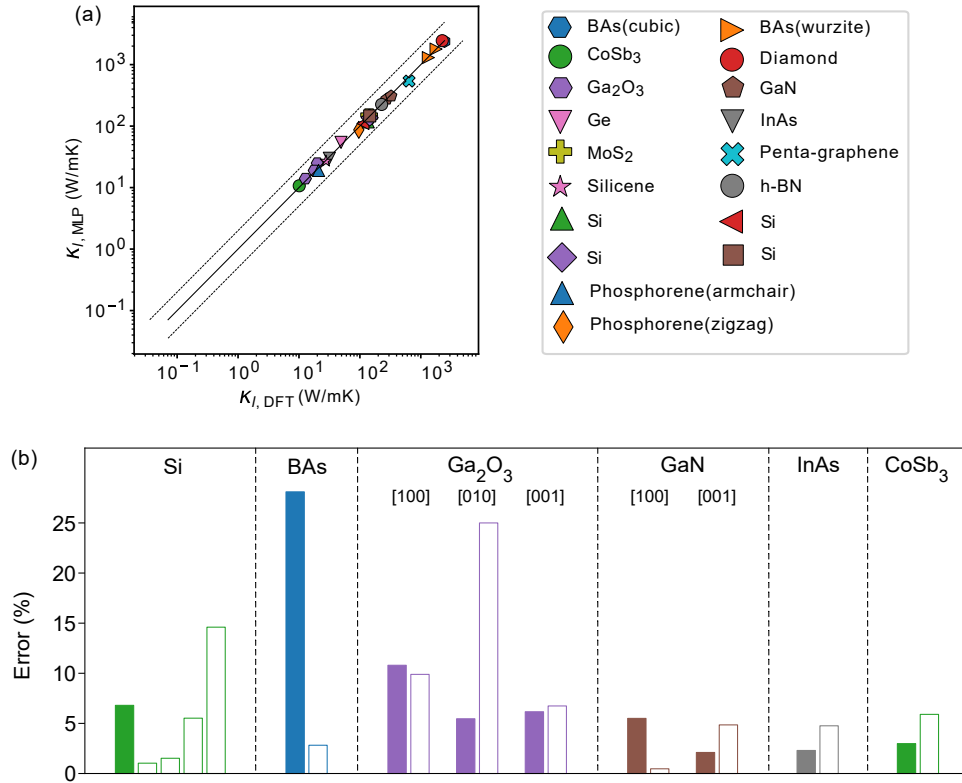 (a)
10³
10²
10¹
10⁰
10⁻¹
κl, MLP (W/mK)
10⁻¹ 10⁰ 10¹ 10² 10³
κl, DFT (W/mK)
BAs(cubic)
CoSb₃
Ga₂O₃
Ge
MoS₂
Silicene
Si
Si
Phosphorene(armchair)
Phosphorene(zigzag)
BAs(wurzite)
Diamond
GaN
InAs
Penta-graphene
h-BN
Si
Si
(b)
Si BAs Ga₂O₃ GaN InAs CoSb₃
[100] [010] [001] [100] [001]
25
20
15
10
5
0
Error (%)